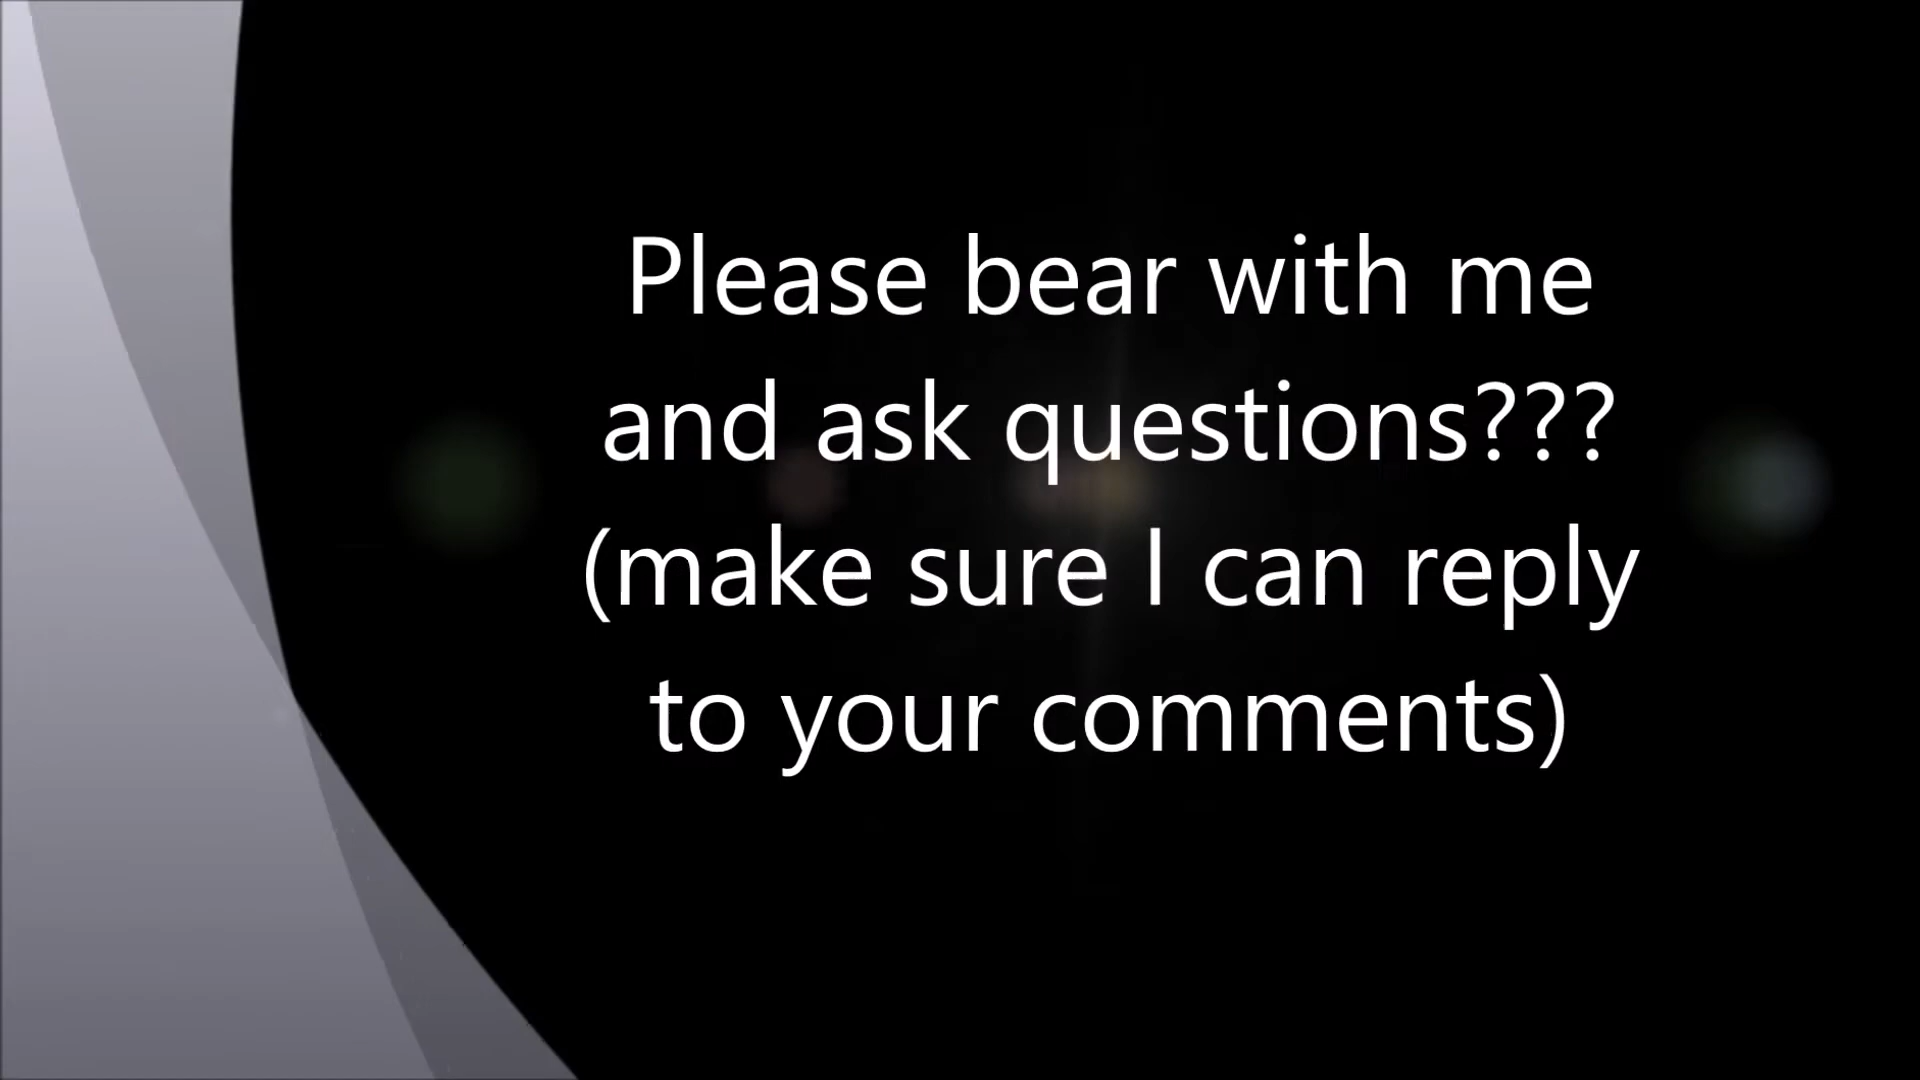 Please bear with me
and ask questions???
(make sure I can reply
to your comments)